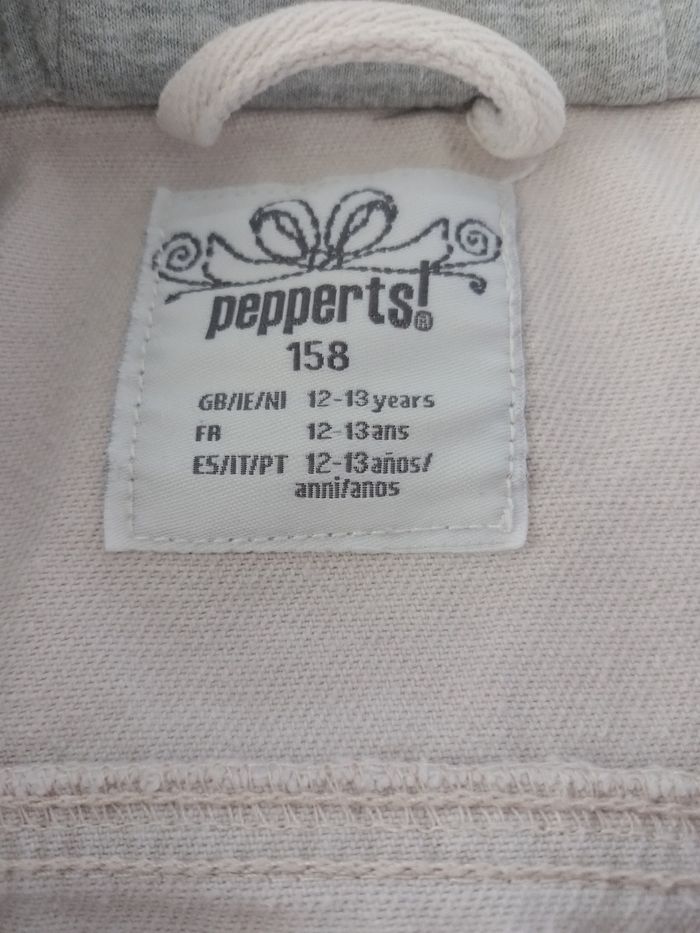 pepperts!
158
GB/IE/NI 12-13 years
FR 12-13 ans
ES/IT/PT 12-13 años/
anni/anos